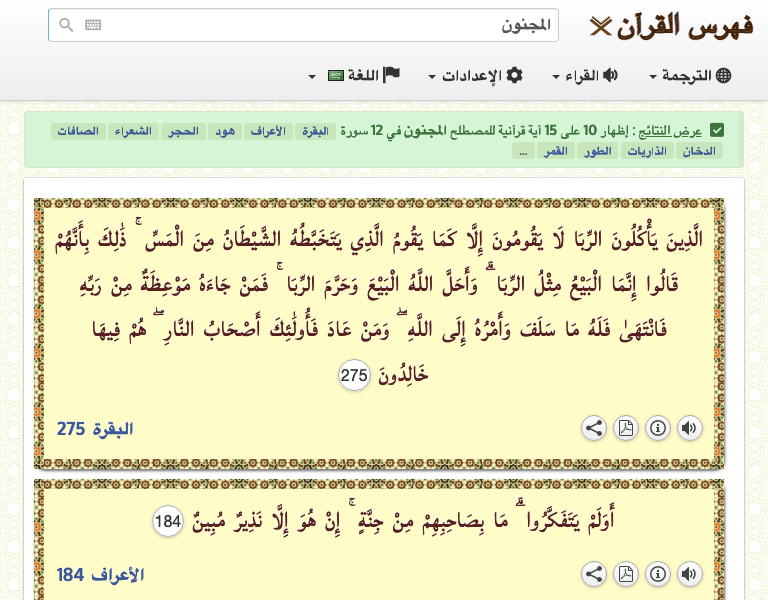 فهرس القرآن
المجنون
الترجمة القراء الإعدادات اللغة
عرض النتائج : إظهار 10 على 15 آية قرآنية للمصطلح المجنون في 12 سورة البقرة الأعراف هود الحجر الشعراء الصافات
الدخان الذاريات الطور القمر ...
الَّذِينَ يَأْكُلُونَ الرِّبَا لَا يَقُومُونَ إِلَّا كَمَا يَقُومُ الَّذِي يَتَخَبَّطُهُ الشَّيْطَانُ مِنَ الْمَسِّ ۚ ذَٰلِكَ بِأَنَّهُمْ
قَالُوا إِنَّمَا الْبَيْعُ مِثْلُ الرِّبَا ۗ وَأَحَلَّ اللَّهُ الْبَيْعَ وَحَرَّمَ الرِّبَا ۚ فَمَنْ جَاءَهُ مَوْعِظَةٌ مِنْ رَبِّهِ
فَانْتَهَىٰ فَلَهُ مَا سَلَفَ وَأَمْرُهُ إِلَى اللَّهِ ۖ وَمَنْ عَادَ فَأُولَٰئِكَ أَصْحَابُ النَّارِ ۖ هُمْ فِيهَا
خَالِدُونَ 275
البقرة 275
أَوَلَمْ يَتَفَكَّرُوا ۗ مَا بِصَاحِبِهِمْ مِنْ جِنَّةٍ ۚ إِنْ هُوَ إِلَّا نَذِيرٌ مُبِينٌ 184
الأعراف 184